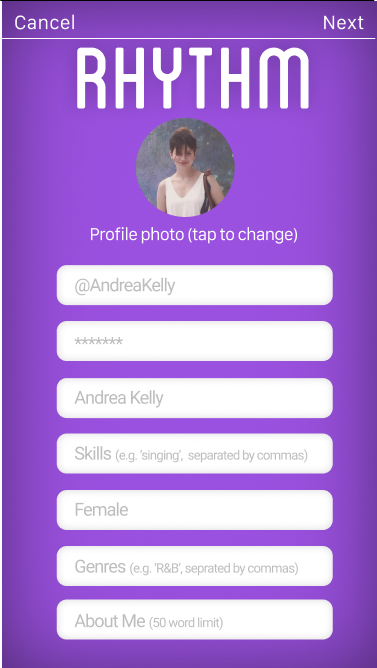 Cancel Next
RHYTHM
Profile photo (tap to change)
@AndreaKelly
*******
Andrea Kelly
Skills (e.g. 'singing', separated by commas)
Female
Genres (e.g. 'R&B', seprated by commas)
About Me (50 word limit)